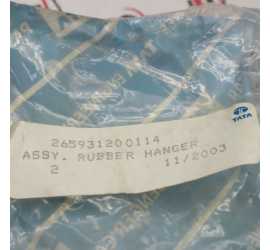 265931200114
TATA
ASSY. RUBBER HANGER
2 11/2003